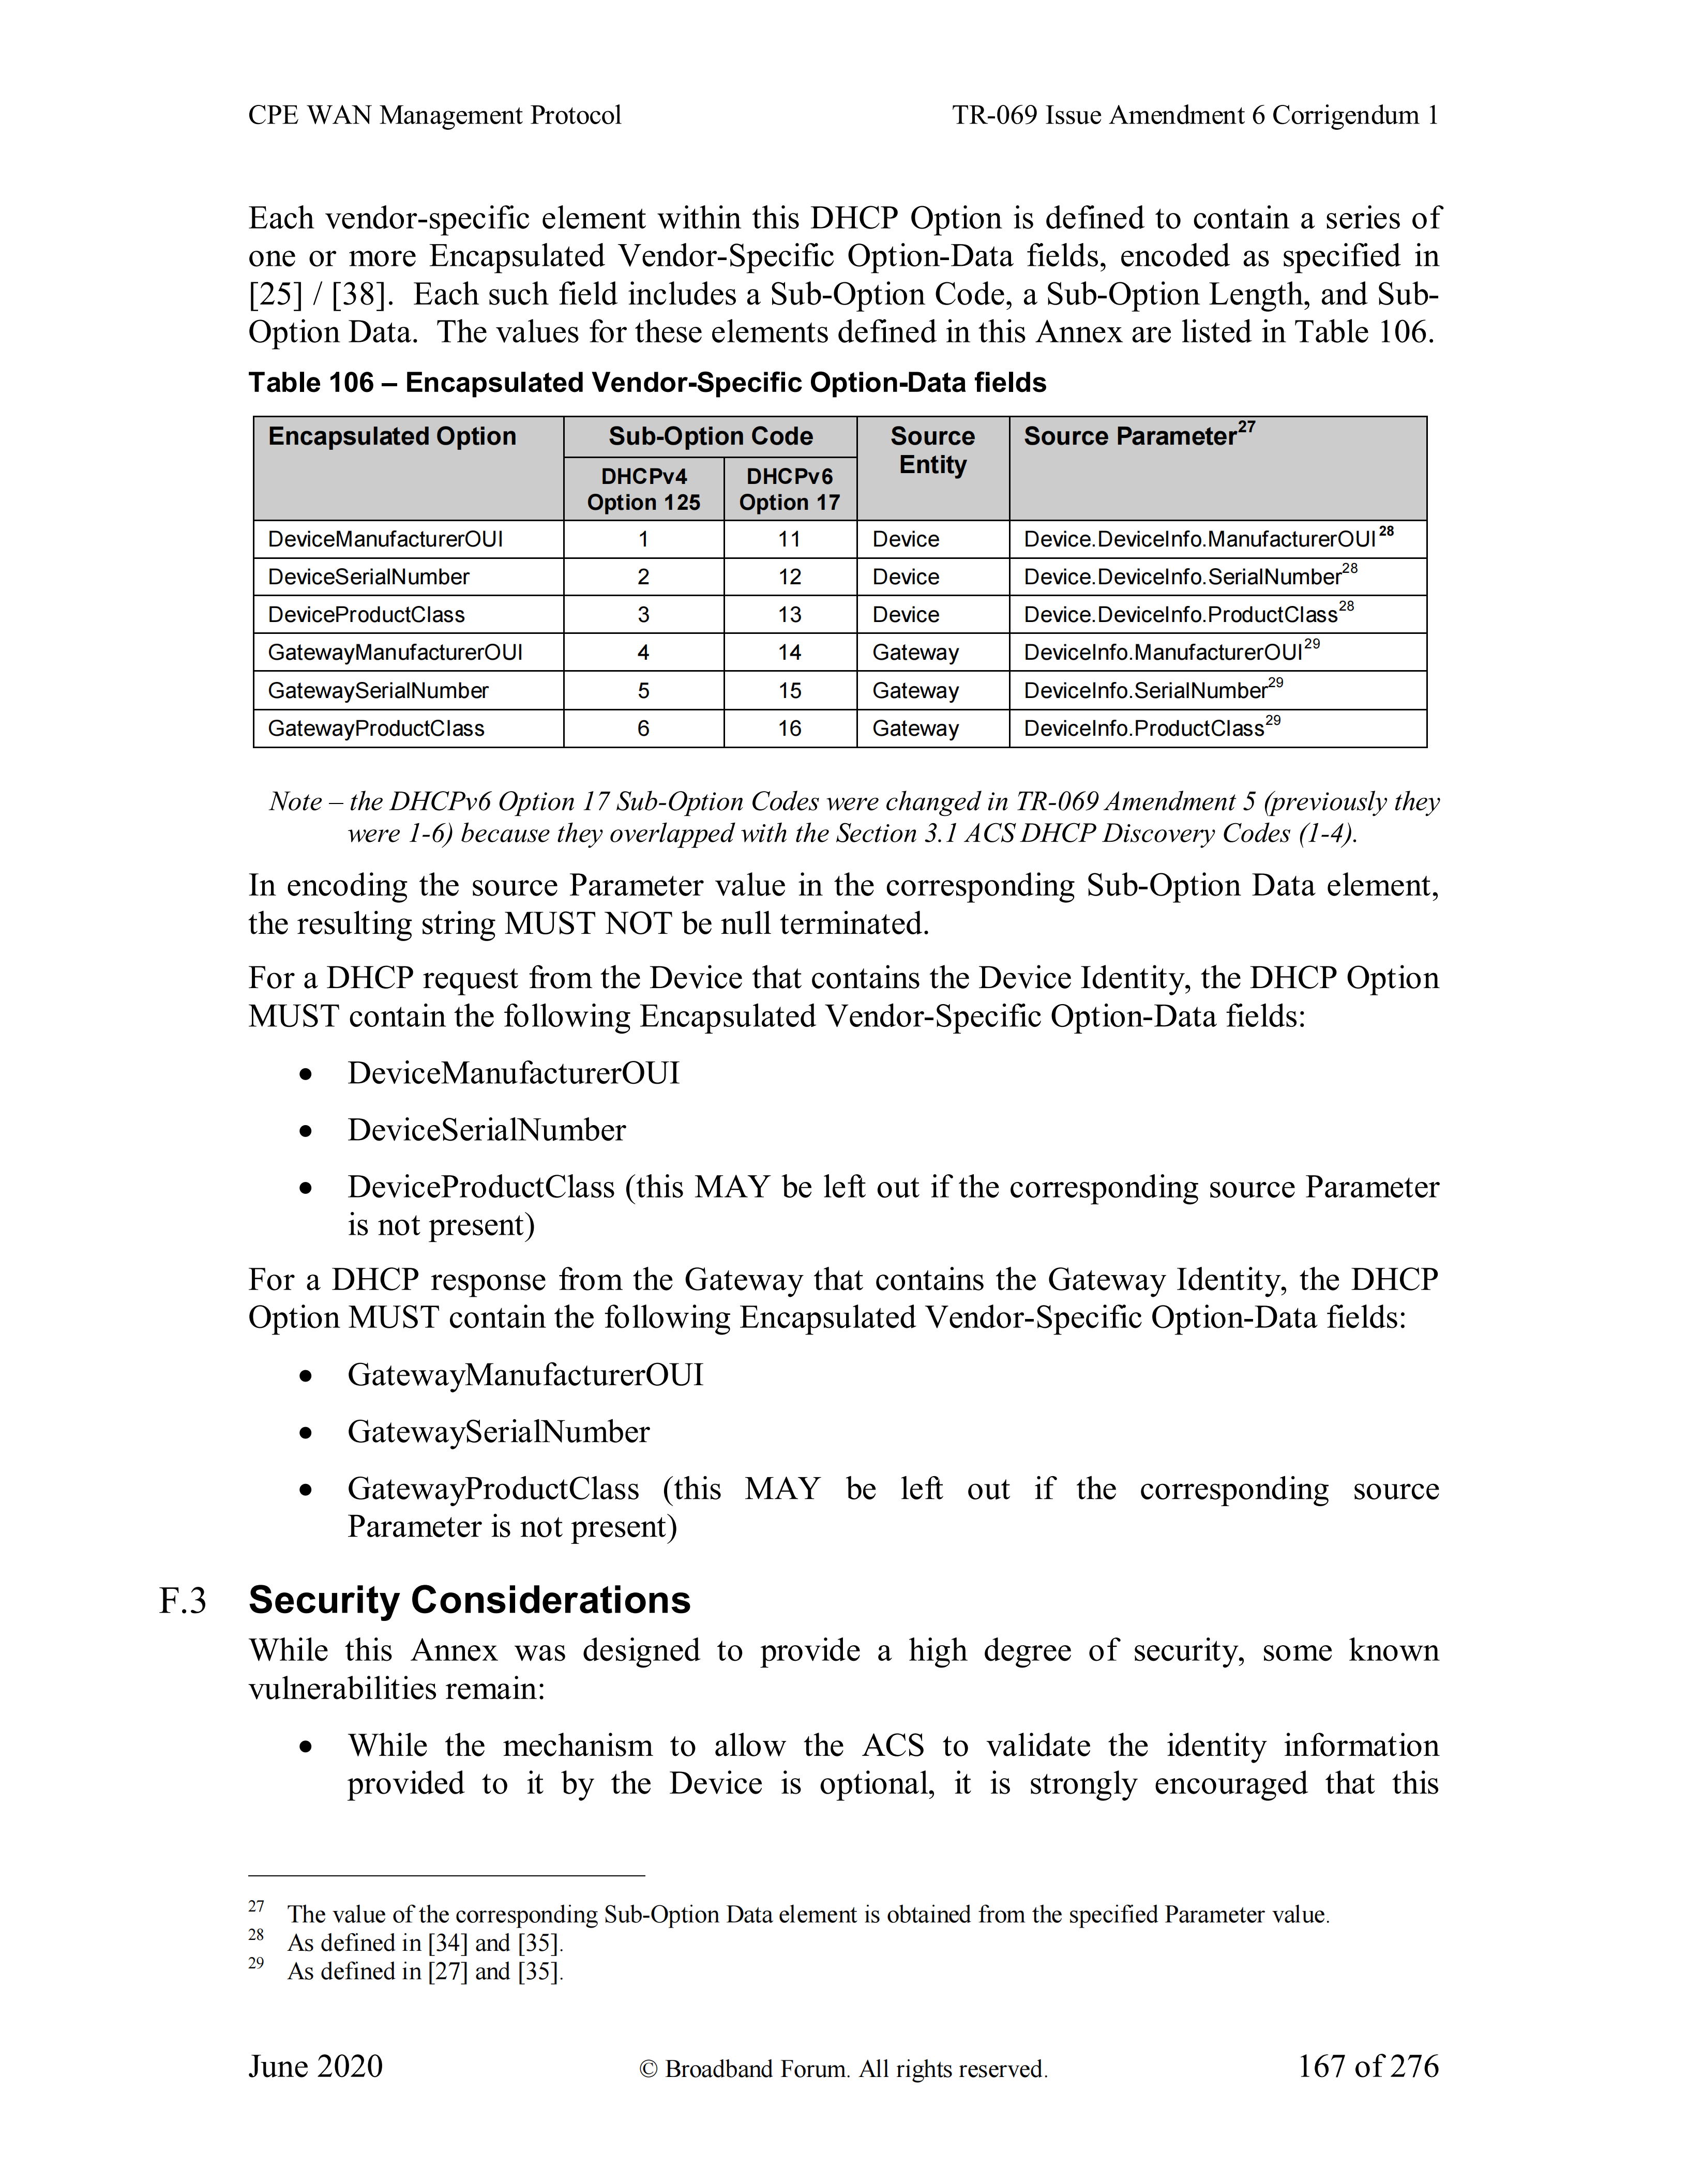 CPE WAN Management Protocol TR-069 Issue Amendment 6 Corrigendum 1
Each vendor-specific element within this DHCP Option is defined to contain a series of
one or more Encapsulated Vendor-Specific Option-Data fields, encoded as specified in
[25] / [38]. Each such field includes a Sub-Option Code, a Sub-Option Length, and Sub-
Option Data. The values for these elements defined in this Annex are listed in Table 106.
Table 106 – Encapsulated Vendor-Specific Option-Data fields
Encapsulated Option Sub-Option Code Source Entity Source Parameter27
DHCPv4 Option 125 DHCPv6 Option 17
DeviceManufacturerOUI 1 11 Device Device.DeviceInfo.ManufacturerOUI28
DeviceSerialNumber 2 12 Device Device.DeviceInfo.SerialNumber28
DeviceProductClass 3 13 Device Device.DeviceInfo.ProductClass28
GatewayManufacturerOUI 4 14 Gateway DeviceInfo.ManufacturerOUI29
GatewaySerialNumber 5 15 Gateway DeviceInfo.SerialNumber29
GatewayProductClass 6 16 Gateway DeviceInfo.ProductClass29
Note – the DHCPv6 Option 17 Sub-Option Codes were changed in TR-069 Amendment 5 (previously they
were 1-6) because they overlapped with the Section 3.1 ACS DHCP Discovery Codes (1-4).
In encoding the source Parameter value in the corresponding Sub-Option Data element,
the resulting string MUST NOT be null terminated.
For a DHCP request from the Device that contains the Device Identity, the DHCP Option
MUST contain the following Encapsulated Vendor-Specific Option-Data fields:
• DeviceManufacturerOUI
• DeviceSerialNumber
• DeviceProductClass (this MAY be left out if the corresponding source Parameter
is not present)
For a DHCP response from the Gateway that contains the Gateway Identity, the DHCP
Option MUST contain the following Encapsulated Vendor-Specific Option-Data fields:
• GatewayManufacturerOUI
• GatewaySerialNumber
• GatewayProductClass (this MAY be left out if the corresponding source
Parameter is not present)
F.3 Security Considerations
While this Annex was designed to provide a high degree of security, some known
vulnerabilities remain:
• While the mechanism to allow the ACS to validate the identity information
provided to it by the Device is optional, it is strongly encouraged that this
27 The value of the corresponding Sub-Option Data element is obtained from the specified Parameter value.
28 As defined in [34] and [35].
29 As defined in [27] and [35].
June 2020 © Broadband Forum. All rights reserved. 167 of 276